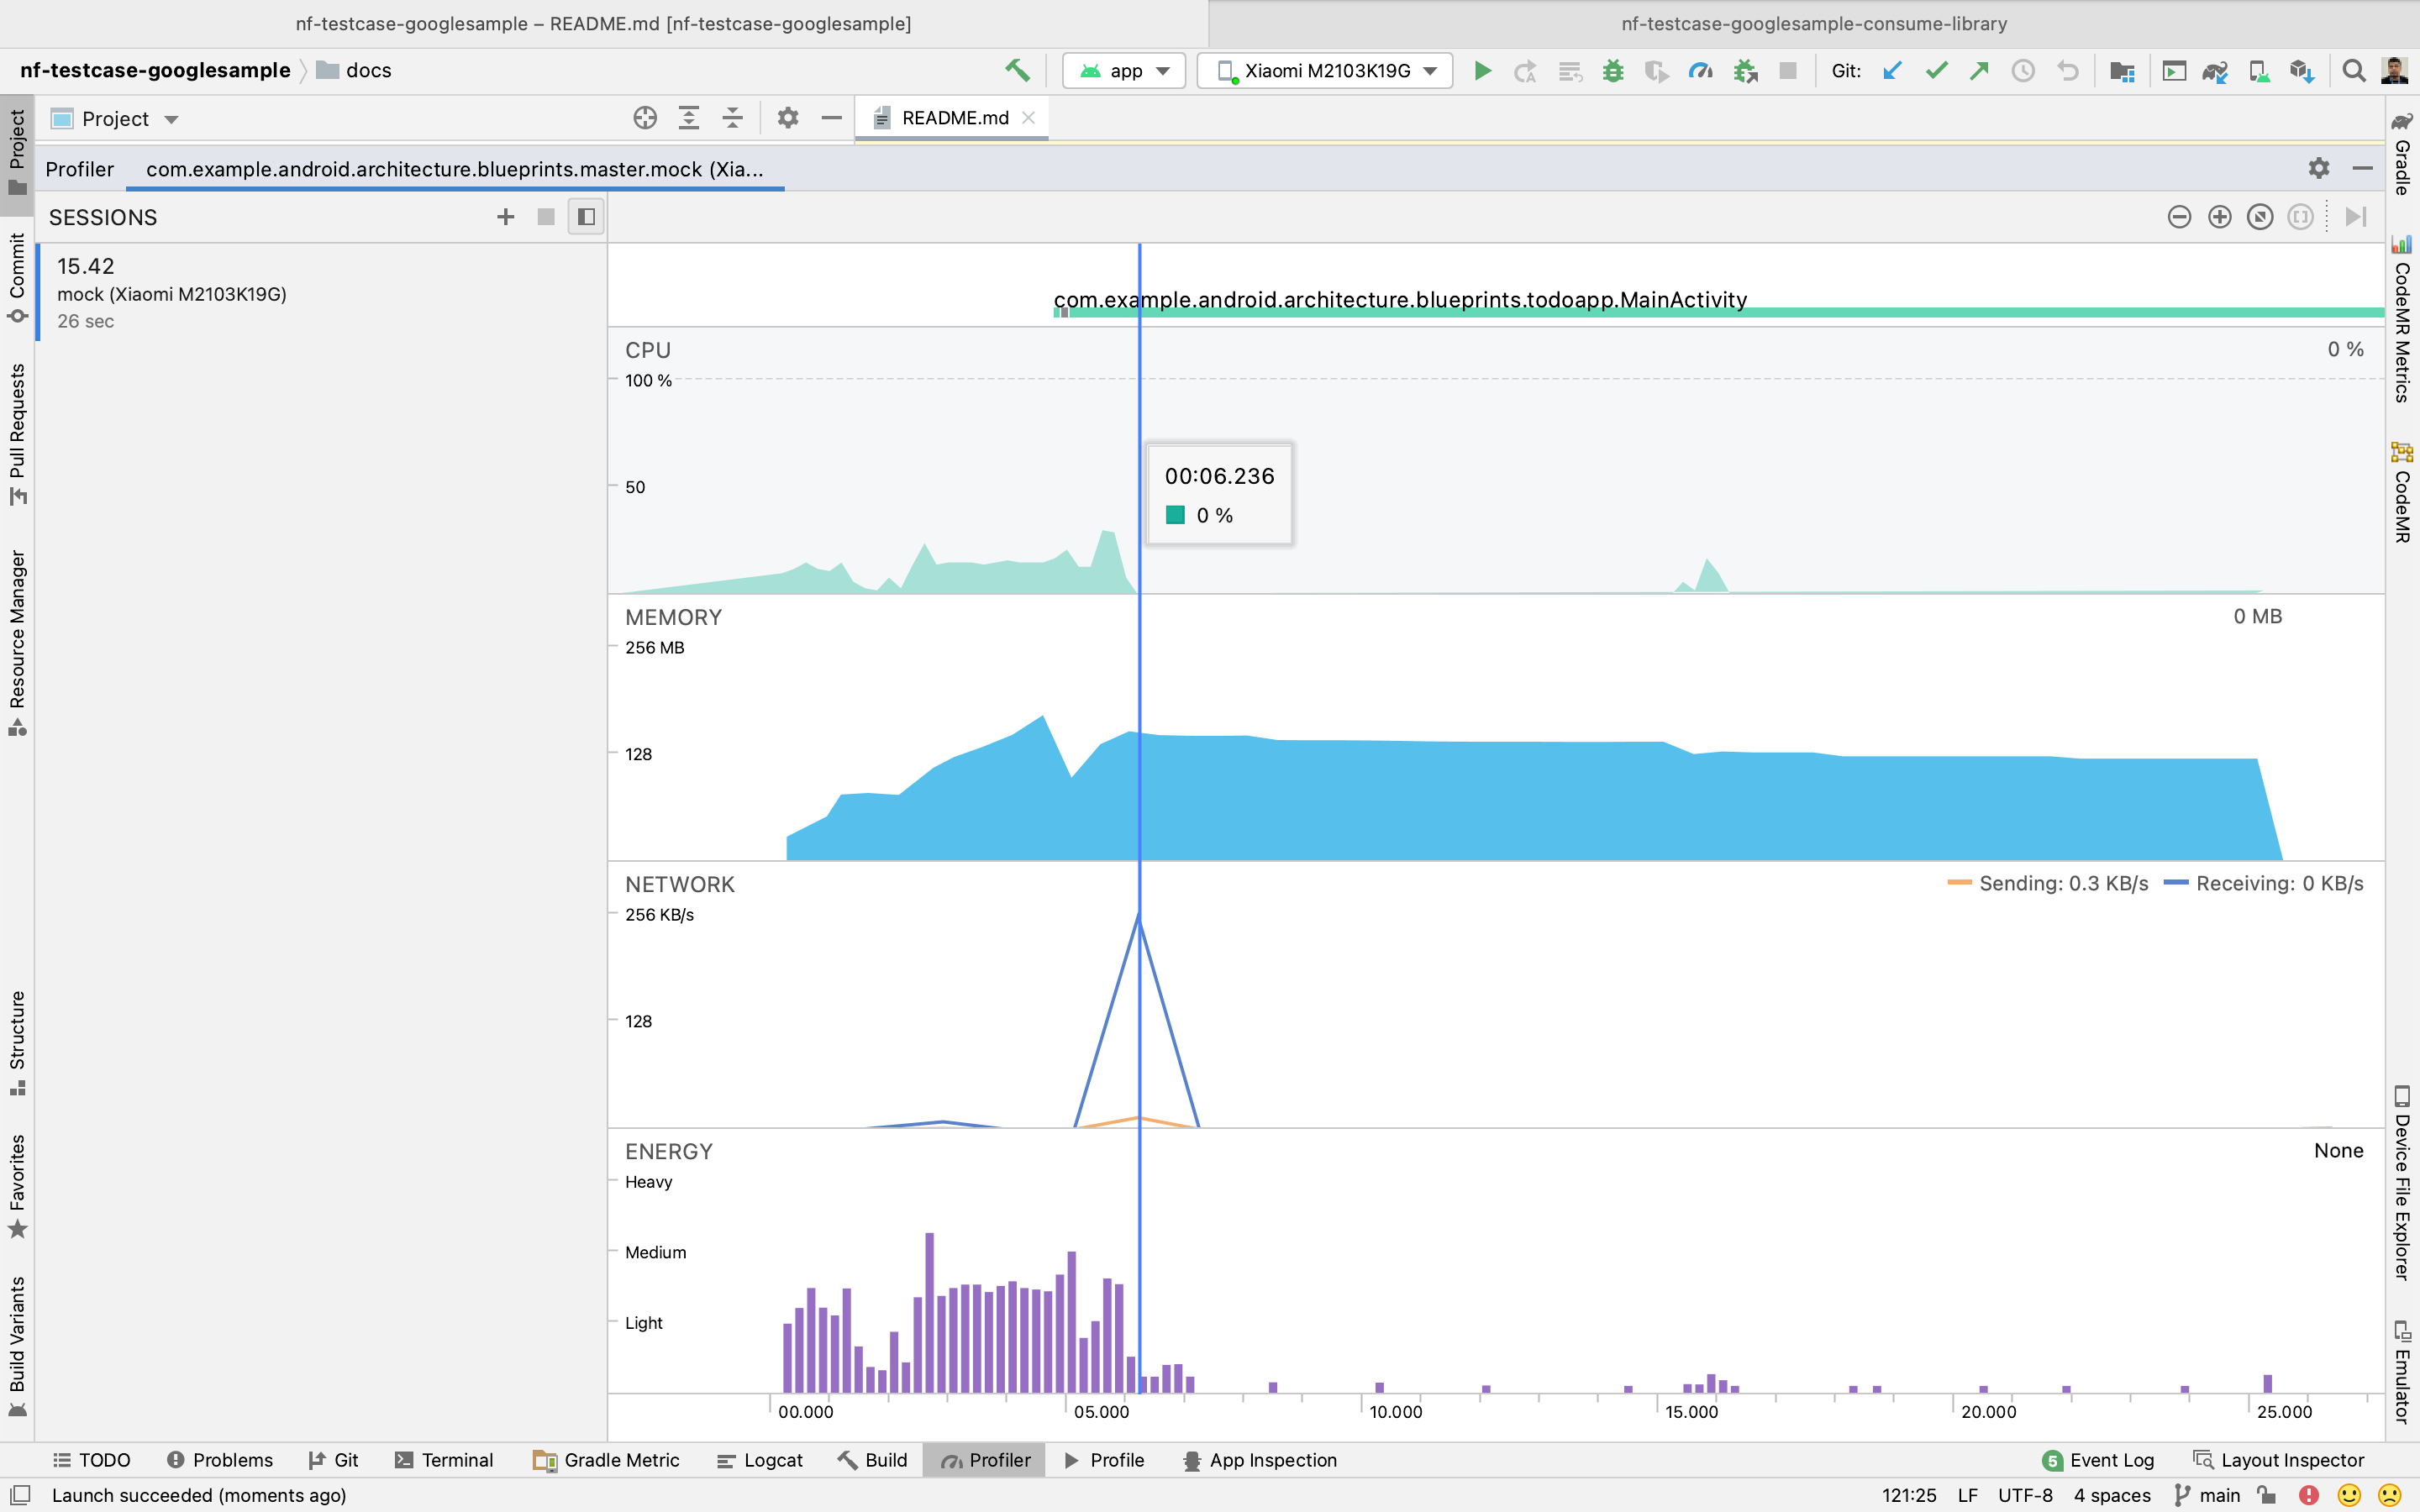 nf-testcase-googlesample – README.md [nf-testcase-googlesample]
nf-testcase-googlesample-consume-library
nf-testcase-googlesample
docs
app
Xiaomi M2103K19G
Git:
Project
README.md
Profiler
com.example.android.architecture.blueprints.master.mock (Xia...
SESSIONS
15.42
mock (Xiaomi M2103K19G)
26 sec
com.example.android.architecture.blueprints.todoapp.MainActivity
CPU
0 %
100 %
50
00:06.236
0 %
MEMORY
0 MB
256 MB
128
NETWORK
Sending: 0.3 KB/s
Receiving: 0 KB/s
256 KB/s
128
ENERGY
None
Heavy
Medium
Light
00.000
05.000
10.000
15.000
20.000
25.000
Project
Commit
Pull Requests
Resource Manager
Structure
Favorites
Build Variants
Gradle
CodeMR Metrics
CodeMR
Device File Explorer
Emulator
TODO
Problems
Git
Terminal
Gradle Metric
Logcat
Build
Profiler
Profile
App Inspection
5
Event Log
Layout Inspector
Launch succeeded (moments ago)
121:25
LF
UTF-8
4 spaces
main